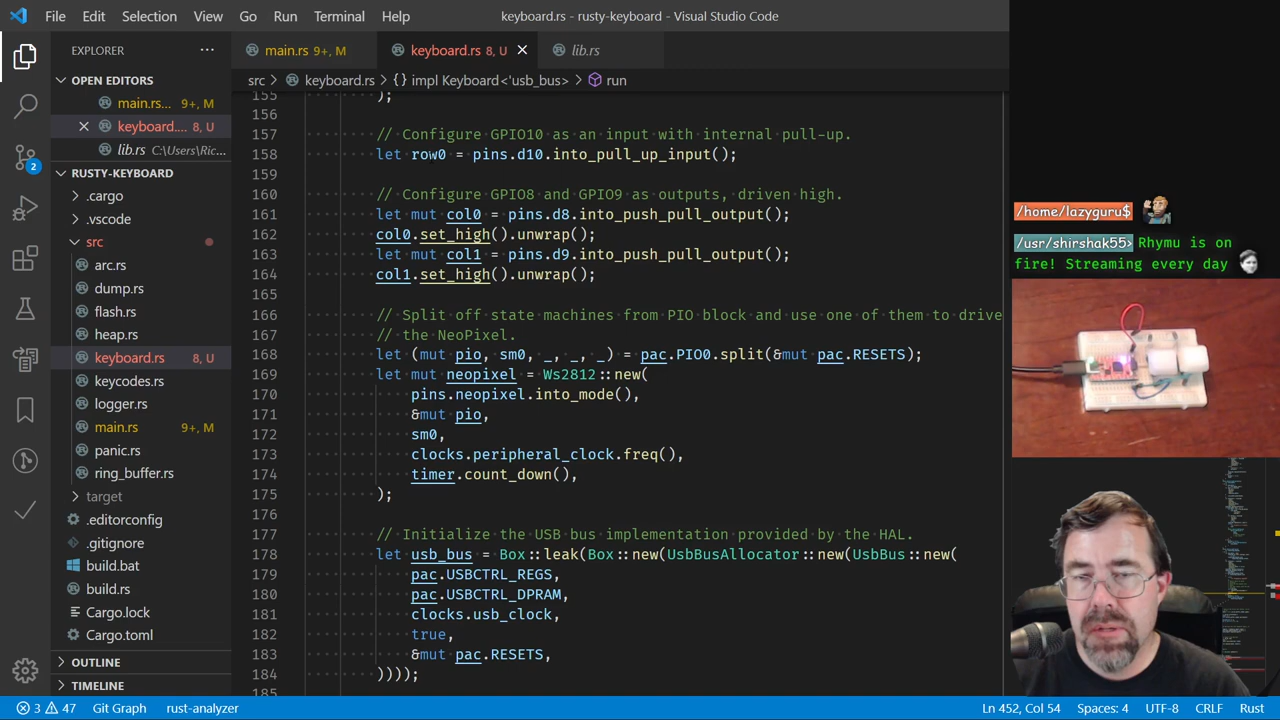 File Edit Selection View Go Run Terminal Help keyboard.rs - rusty-keyboard - Visual Studio Code
EXPLORER ···
OPEN EDITORS
main.rs... 9+, M
keyboard.... 8, U
lib.rs C:\Users\Ric...
RUSTY-KEYBOARD
.cargo
.vscode
src
arc.rs
dump.rs
flash.rs
heap.rs
keyboard.rs 8, U
keycodes.rs
logger.rs
main.rs 9+, M
panic.rs
ring_buffer.rs
target
.editorconfig
.gitignore
build.bat
build.rs
Cargo.lock
Cargo.toml
OUTLINE
TIMELINE
2
main.rs 9+, M keyboard.rs 8, U lib.rs
src > keyboard.rs > {} impl Keyboard<'usb_bus> > run
155 );
156
157 // Configure GPIO10 as an input with internal pull-up.
158 let row0 = pins.d10.into_pull_up_input();
159
160 // Configure GPIO8 and GPIO9 as outputs, driven high.
161 let mut col0 = pins.d8.into_push_pull_output();
162 col0.set_high().unwrap();
163 let mut col1 = pins.d9.into_push_pull_output();
164 col1.set_high().unwrap();
165
166 // Split off state machines from PIO block and use one of them to drive
167 // the NeoPixel.
168 let (mut pio, sm0, _, _, _) = pac.PIO0.split(&mut pac.RESETS);
169 let mut neopixel = Ws2812::new(
170 pins.neopixel.into_mode(),
171 &mut pio,
172 sm0,
173 clocks.peripheral_clock.freq(),
174 timer.count_down(),
175 );
176
177 // Initialize the USB bus implementation provided by the HAL.
178 let usb_bus = Box::leak(Box::new(UsbBusAllocator::new(UsbBus::new(
179 pac.USBCTRL_REGS,
180 pac.USBCTRL_DPRAM,
181 clocks.usb_clock,
182 true,
183 &mut pac.RESETS,
184 ))));
185
/home/lazyguru$
/usr/shirshak55> Rhymu is on
fire! Streaming every day
3 47 Git Graph rust-analyzer Ln 452, Col 54 Spaces: 4 UTF-8 CRLF Rust